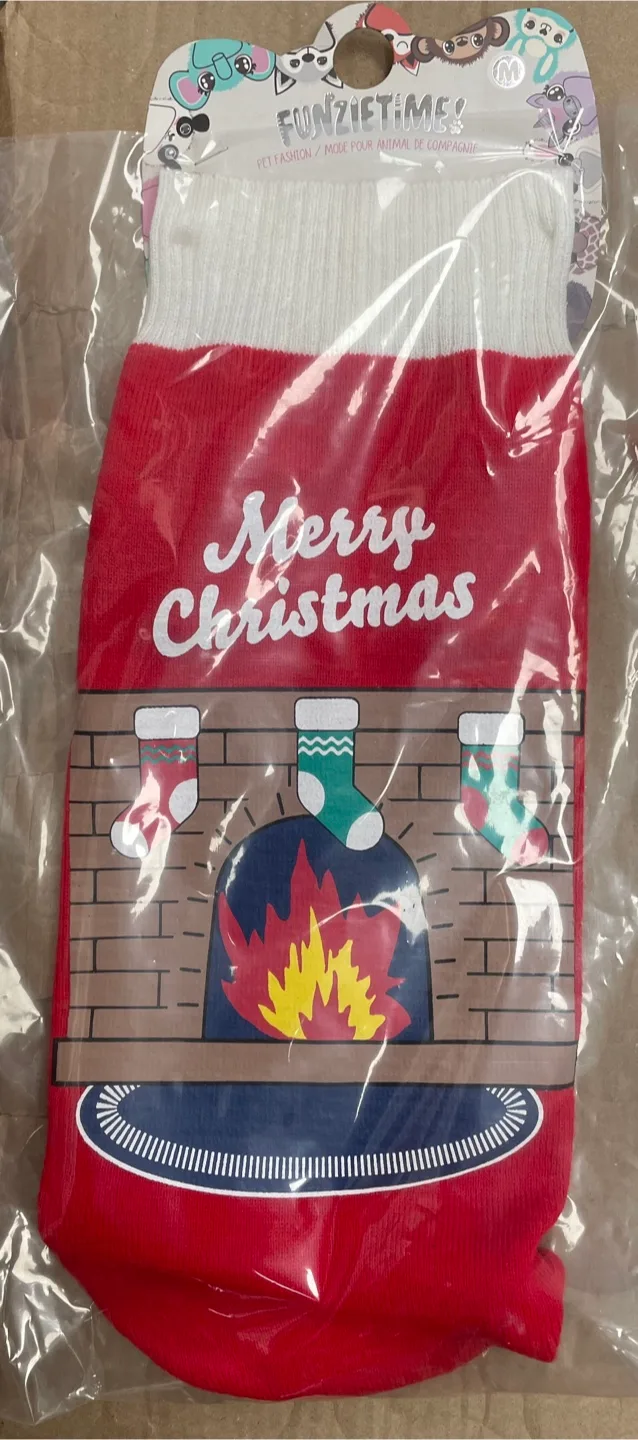 M
FUNZIETIME!
PET FASHION / MODE POUR ANIMAL DE COMPAGNIE
Merry
Christmas